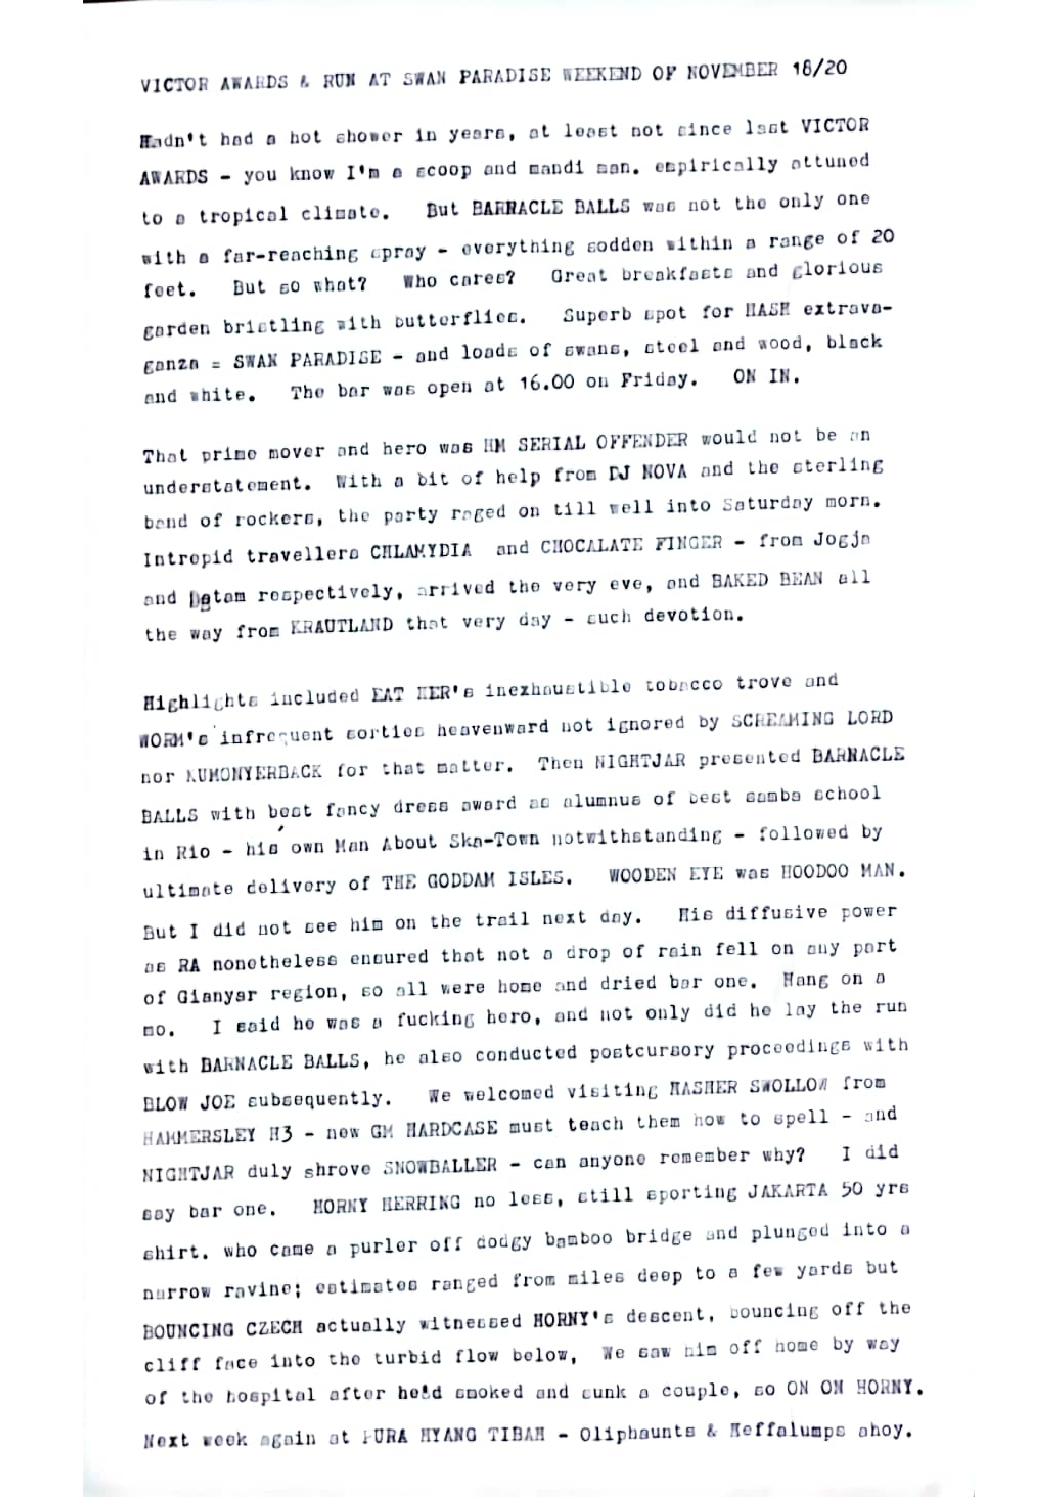 VICTOR AWARDS & RUN AT SWAN PARADISE WEEKEND OF NOVEMBER 18/20
Hadn't had a hot shower in years, at least not since last VICTOR
AWARDS - you know I'm a scoop and mandi man. empirically attuned
to a tropical climate. But BARNACLE BALLS was not the only one
with a far-reaching spray - everything sodden within a range of 20
feet. But so what? Who cares? Great breakfasts and glorious
garden bristling with butterflies. Superb spot for HASH extrava-
ganza = SWAN PARADISE - and loads of swans, steel and wood, black
and white. The bar was open at 16.00 on Friday. ON IN.
That prime mover and hero was HM SERIAL OFFENDER would not be an
understatement. With a bit of help from DJ NOVA and the sterling
band of rockers, the party raged on till well into Saturday morn.
Intrepid travellers CHLAMYDIA and CHOCALATE FINGER - from Jogja
and Batam respectively, arrived the very eve, and BAKED BEAN all
the way from KRAUTLAND that very day - such devotion.
Highlights included EAT HER's inexhaustible tobacco trove and
WORM's infrequent sorties heavenward not ignored by SCREAMING LORD
nor KUMONYERBACK for that matter. Then NIGHTJAR presented BARNACLE
BALLS with best fancy dress award as alumnus of best samba school
in Rio - his own Man About Ska-Town notwithstanding - followed by
ultimate delivery of THE GODDAM ISLES. WOODEN EYE was HOODOO MAN.
But I did not see him on the trail next day. His diffusive power
as RA nonetheless ensured that not a drop of rain fell on any part
of Gianyar region, so all were home and dried bar one. Hang on a
mo. I said he was a fucking hero, and not only did he lay the run
with BARNACLE BALLS, he also conducted postcursory proceedings with
BLOW JOE subsequently. We welcomed visiting HASHER SWOLLOW from
HAMMERSLEY H3 - new GM HARDCASE must teach them how to spell - and
NIGHTJAR duly shrove SNOWBALLER - can anyone remember why? I did
say bar one. HORNY HERRING no less, still sporting JAKARTA 50 yrs
shirt. who came a purler off dodgy bamboo bridge and plunged into a
narrow ravine; estimates ranged from miles deep to a few yards but
BOUNCING CZECH actually witnessed HORNY's descent, bouncing off the
cliff face into the turbid flow below, We saw him off home by way
of the hospital after he'd smoked and sunk a couple, so ON ON HORNY.
Next week again at PURA HYANG TIBAH - Oliphaunts & Heffalumps ahoy.